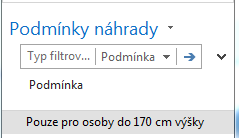 Podmínky náhrady
Typ filtrov... Podmínka
Podmínka
Pouze pro osoby do 170 cm výšky